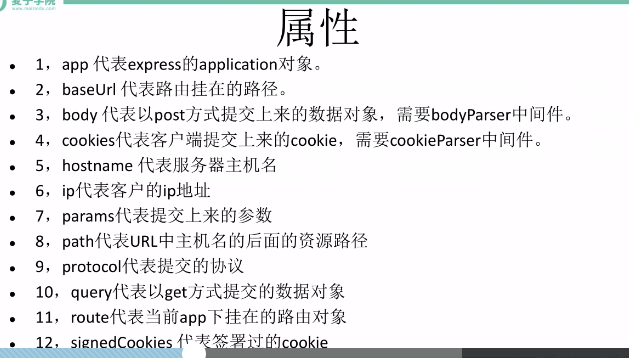 麦子学院
www.maiziedu.com
属性
• 1，app 代表express的application对象。
• 2，baseUrl 代表路由挂在的路径。
• 3，body 代表以post方式提交上来的数据对象，需要bodyParser中间件。
• 4，cookies代表客户端提交上来的cookie，需要cookieParser中间件。
• 5，hostname 代表服务器主机名
• 6，ip代表客户的ip地址
• 7，params代表提交上来的参数
• 8，path代表URL中主机名的后面的资源路径
• 9，protocol代表提交的协议
• 10，query代表以get方式提交的数据对象
• 11，route代表当前app下挂在的路由对象
• 12，signedCookies 代表签署过的cookie